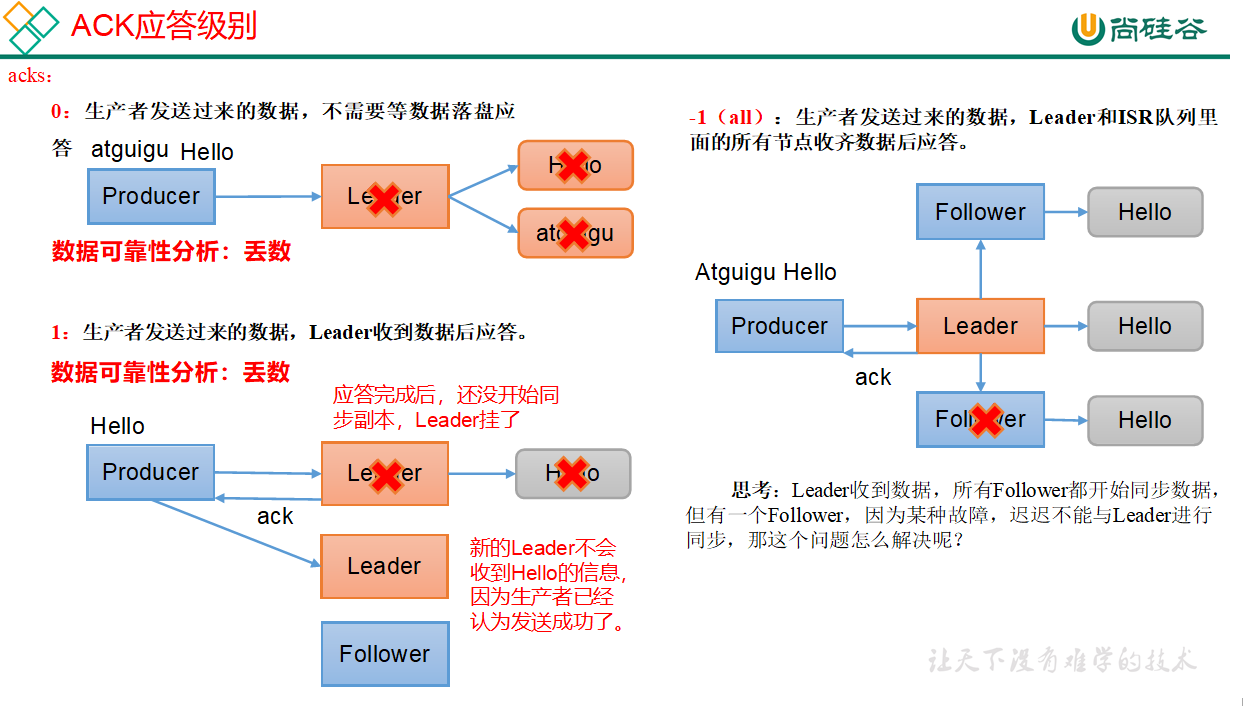 ACK应答级别
尚硅谷
acks:
0：生产者发送过来的数据，不需要等数据落盘应
答
atguigu Hello
Producer
Leader
Hello
atguigu
数据可靠性分析：丢数
1：生产者发送过来的数据，Leader收到数据后应答。
数据可靠性分析：丢数
应答完成后，还没开始同
步副本，Leader挂了
Hello
Producer
Leader
Hello
ack
Leader
新的Leader不会
收到Hello的信息，
因为生产者已经
认为发送成功了。
Follower
-1（all）：生产者发送过来的数据，Leader和ISR队列里
面的所有节点收齐数据后应答。
Follower
Hello
Atguigu Hello
Producer
Leader
Hello
ack
Follower
Hello
思考：Leader收到数据，所有Follower都开始同步数据，
但有一个Follower，因为某种故障，迟迟不能与Leader进行
同步，那这个问题怎么解决呢？
让天下没有难学的技术